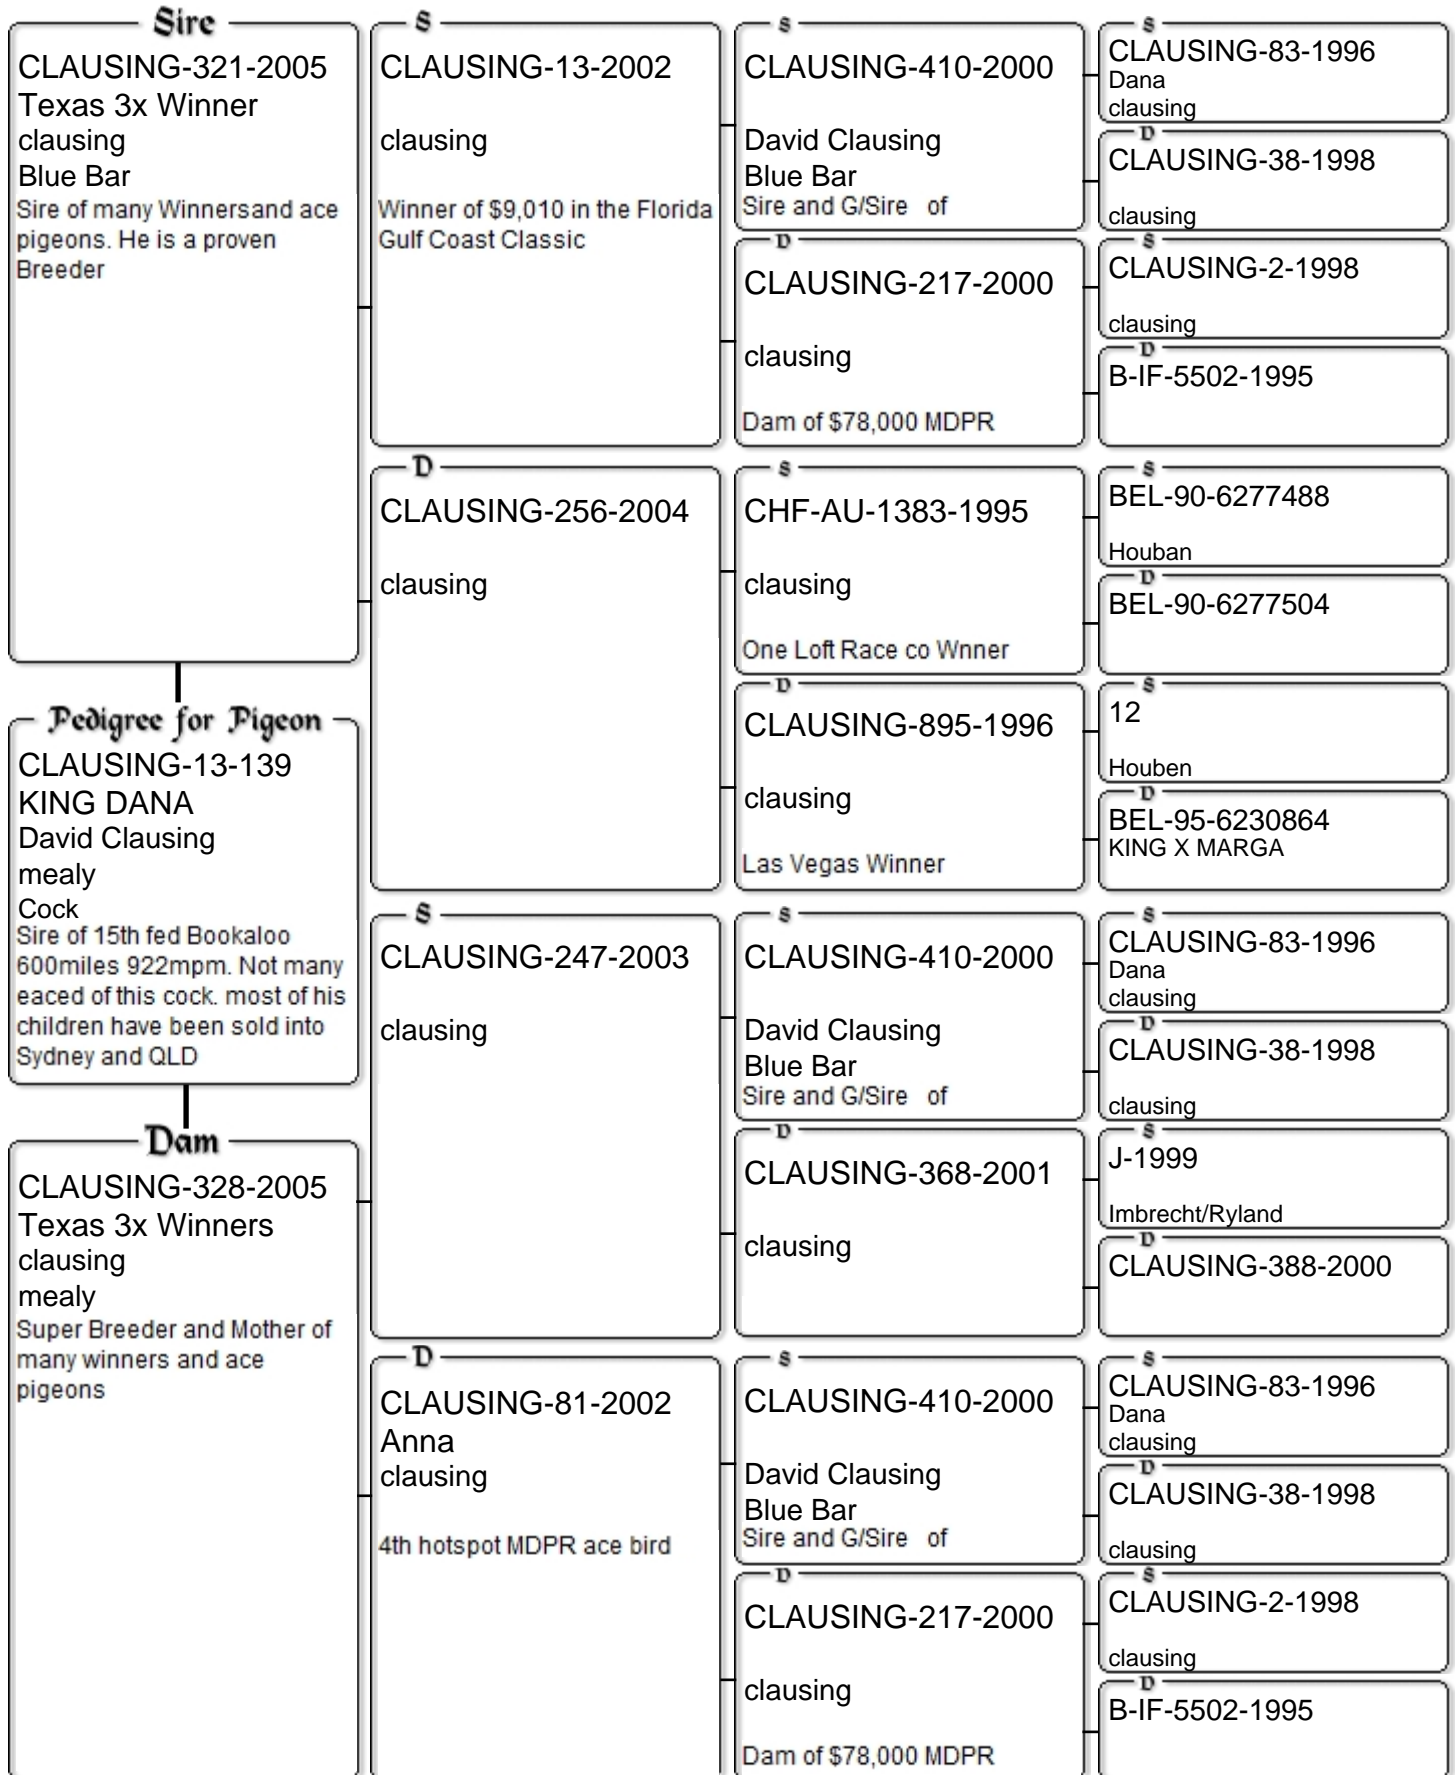 Sire
CLAUSING-321-2005
Texas 3x Winner
clausing
Blue Bar
Sire of many Winnersand ace
pigeons. He is a proven
Breeder
Pedigree for Pigeon
CLAUSING-13-139
KING DANA
David Clausing
mealy
Cock
Sire of 15th fed Bookaloo
600miles 922mpm. Not many
eaced of this cock. most of his
children have been sold into
Sydney and QLD
Dam
CLAUSING-328-2005
Texas 3x Winners
clausing
mealy
Super Breeder and Mother of
many winners and ace
pigeons
S
CLAUSING-13-2002
clausing
Winner of $9,010 in the Florida
Gulf Coast Classic
D
CLAUSING-256-2004
clausing
S
CLAUSING-247-2003
clausing
D
CLAUSING-81-2002
Anna
clausing
4th hotspot MDPR ace bird
S
CLAUSING-410-2000
David Clausing
Blue Bar
Sire and G/Sire of
D
CLAUSING-217-2000
clausing
Dam of $78,000 MDPR
S
CHF-AU-1383-1995
clausing
One Loft Race co Wnner
D
CLAUSING-895-1996
clausing
Las Vegas Winner
S
CLAUSING-410-2000
David Clausing
Blue Bar
Sire and G/Sire of
D
CLAUSING-368-2001
clausing
S
CLAUSING-410-2000
David Clausing
Blue Bar
Sire and G/Sire of
D
CLAUSING-217-2000
clausing
Dam of $78,000 MDPR
S
CLAUSING-83-1996
Dana
clausing
D
CLAUSING-38-1998
clausing
S
CLAUSING-2-1998
clausing
D
B-IF-5502-1995
S
BEL-90-6277488
Houban
D
BEL-90-6277504
S
12
Houben
D
BEL-95-6230864
KING X MARGA
S
CLAUSING-83-1996
Dana
clausing
D
CLAUSING-38-1998
clausing
S
J-1999
Imbrecht/Ryland
D
CLAUSING-388-2000
S
CLAUSING-83-1996
Dana
clausing
D
CLAUSING-38-1998
clausing
S
CLAUSING-2-1998
clausing
D
B-IF-5502-1995